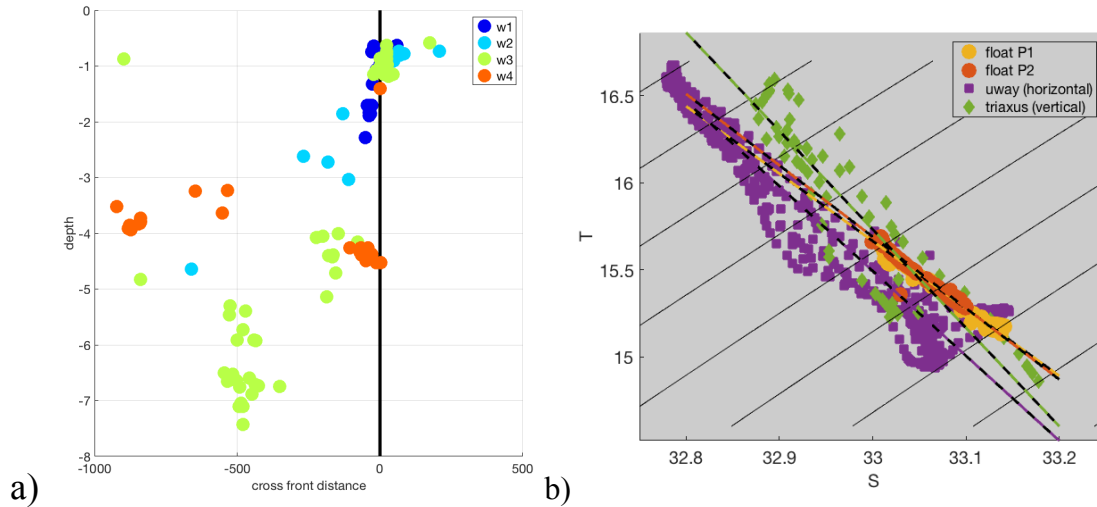 0
-1
-2
-3
-4
-5
-6
-7
-8
depth
-1000
-500
0
500
cross front distance
w1
w2
w3
w4
a)
16.5
16
15.5
15
T
32.8
32.9
33
33.1
33.2
S
float P1
float P2
uway (horizontal)
triaxus (vertical)
b)